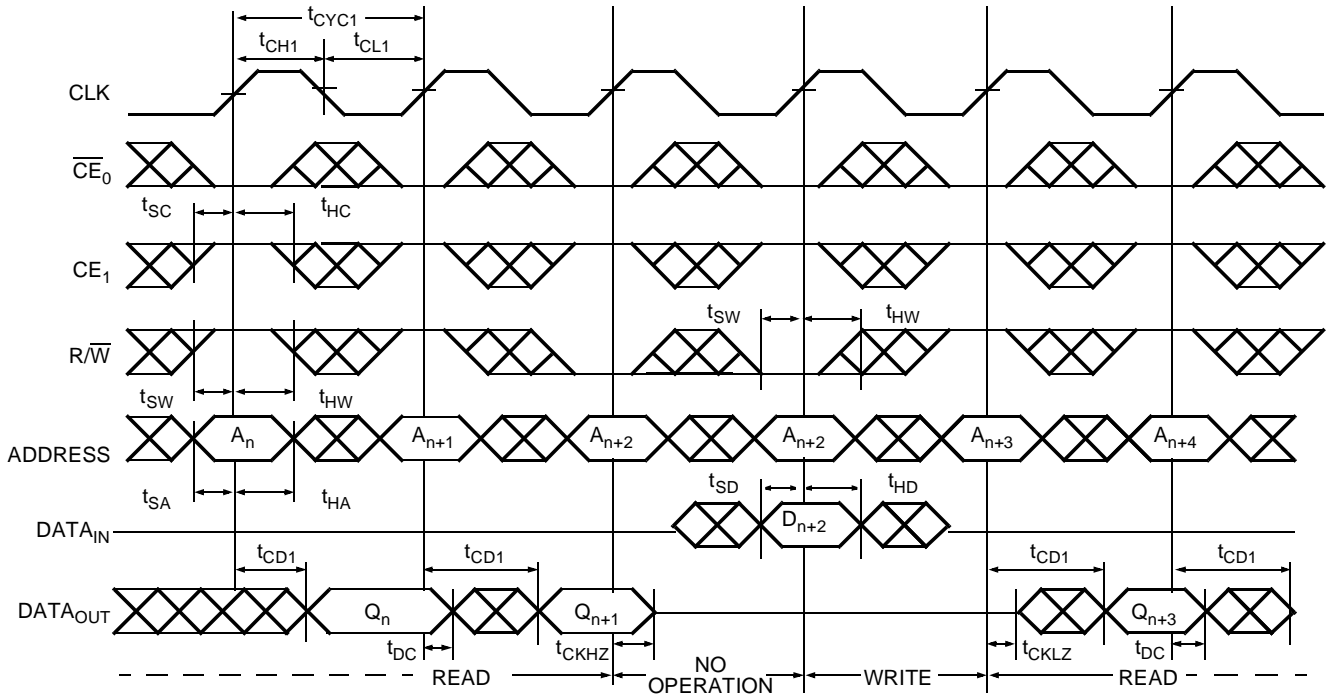 tCYC1
tCH1 tCL1
CLK
CE0
tSC tHC
CE1
tSW tHW
R/W
tSW tHW
An An+1 An+2 An+2 An+3 An+4
ADDRESS
tSA tHA tSD tHD
DATAIN Dn+2
tCD1 tCD1 tCD1 tCD1
DATAOUT Qn Qn+1 Qn+3
tDC tCKHZ tCKLZ tDC
READ NO OPERATION WRITE READ